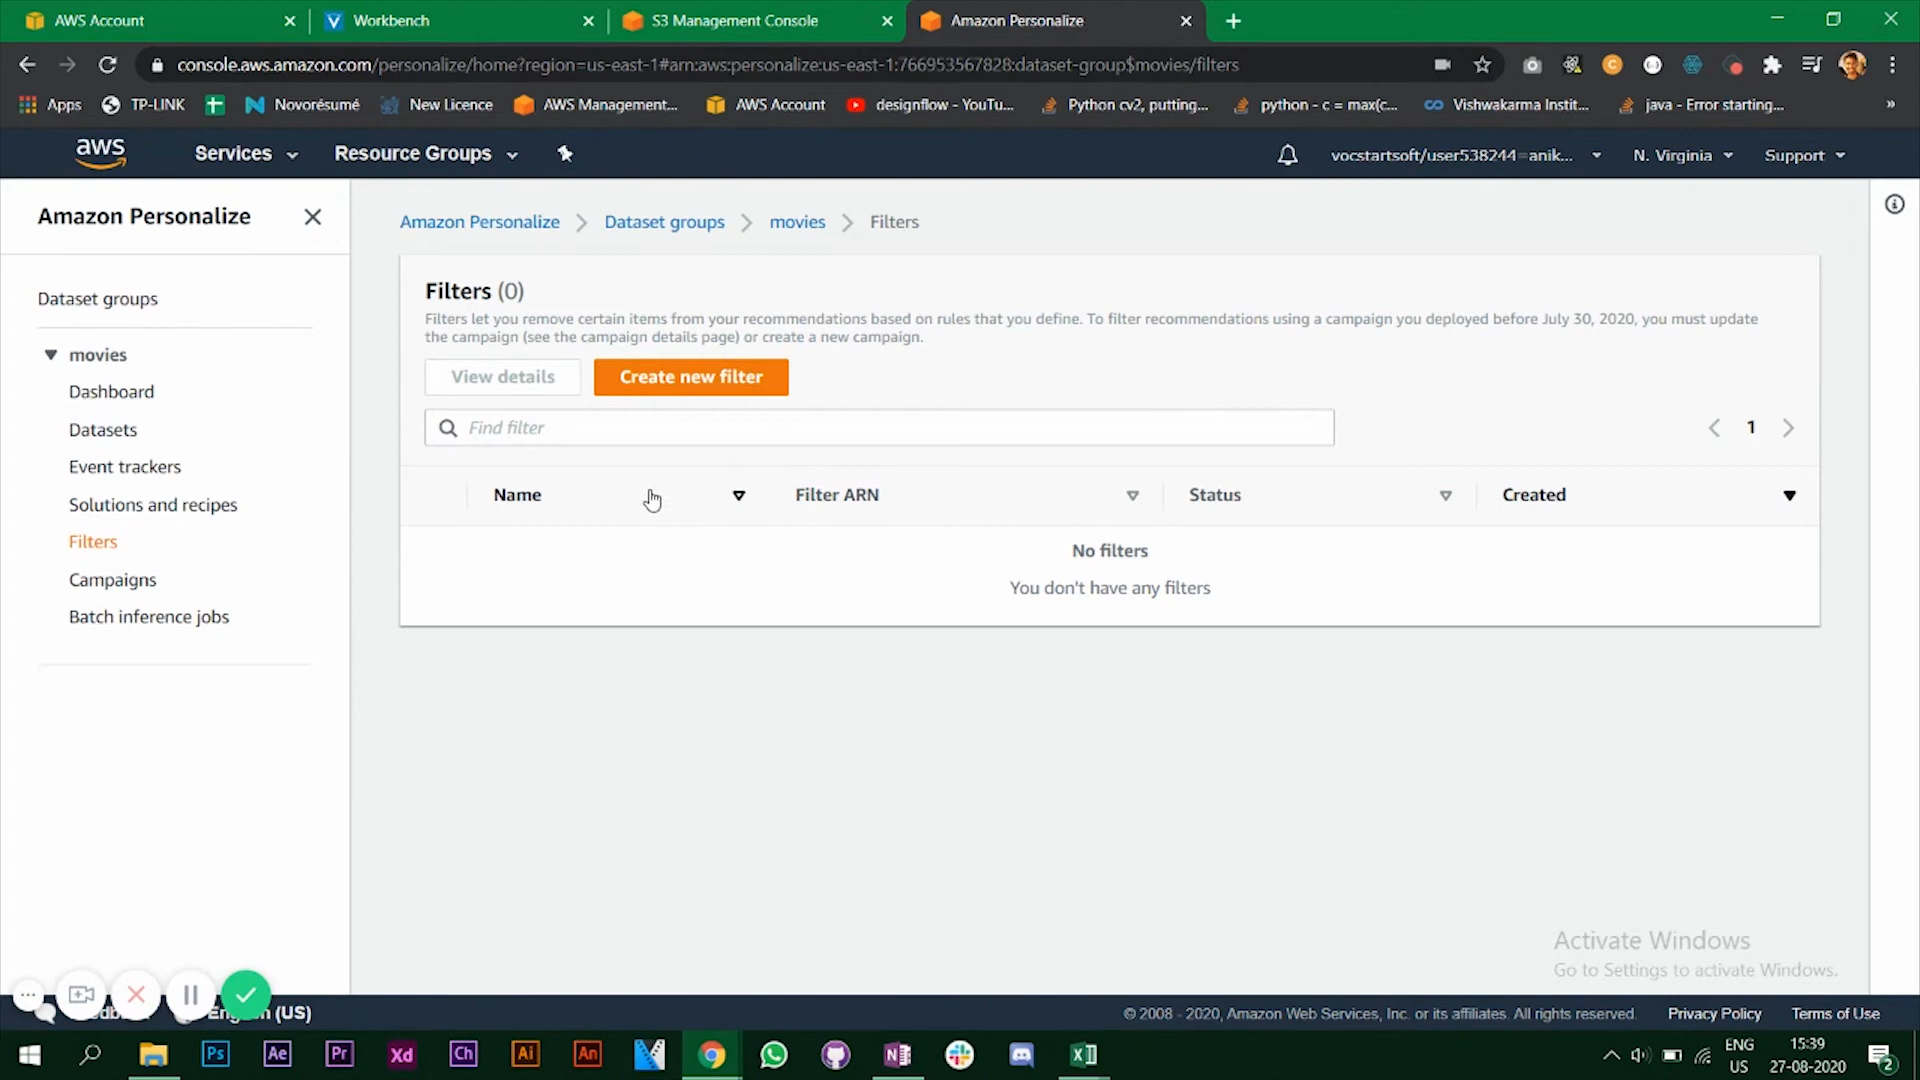 AWS Account
Workbench
S3 Management Console
Amazon Personalize
console.aws.amazon.com/personalize/home?region=us-east-1#arn:aws:personalize:us-east-1:766953567828:dataset-group$movies/filters
Apps
TP-LINK
Novorésumé
New Licence
AWS Management...
AWS Account
designflow - YouTu...
Python cv2, putting...
python - c = max(c...
Vishwakarma Instit...
java - Error starting...
»
aws
Services
Resource Groups
vocstartsoft/user538244=anik...
N. Virginia
Support
Amazon Personalize
Dataset groups
movies
Dashboard
Datasets
Event trackers
Solutions and recipes
Filters
Campaigns
Batch inference jobs
Amazon Personalize > Dataset groups > movies > Filters
Filters (0)
Filters let you remove certain items from your recommendations based on rules that you define. To filter recommendations using a campaign you deployed before July 30, 2020, you must update
the campaign (see the campaign details page) or create a new campaign.
View details
Create new filter
Find filter
1
Name
Filter ARN
Status
Created
No filters
You don't have any filters
Activate Windows
Go to Settings to activate Windows.
(US)
© 2008 - 2020, Amazon Web Services, Inc. or its affiliates. All rights reserved.
Privacy Policy
Terms of Use
Ps
Ae
Pr
Xd
Ch
Ai
An
ENG
US
15:39
27-08-2020
2